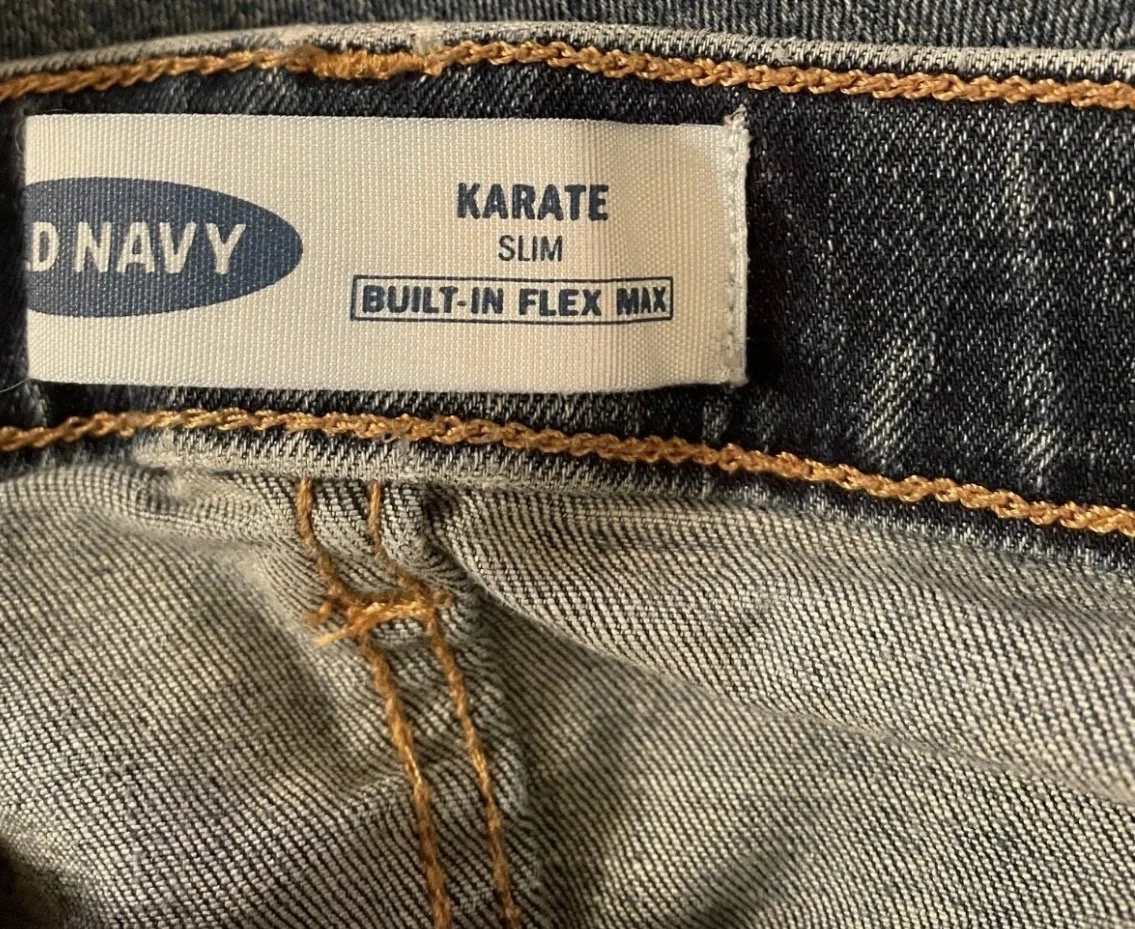 D NAVY
KARATE
SLIM
BUILT-IN FLEX MAX